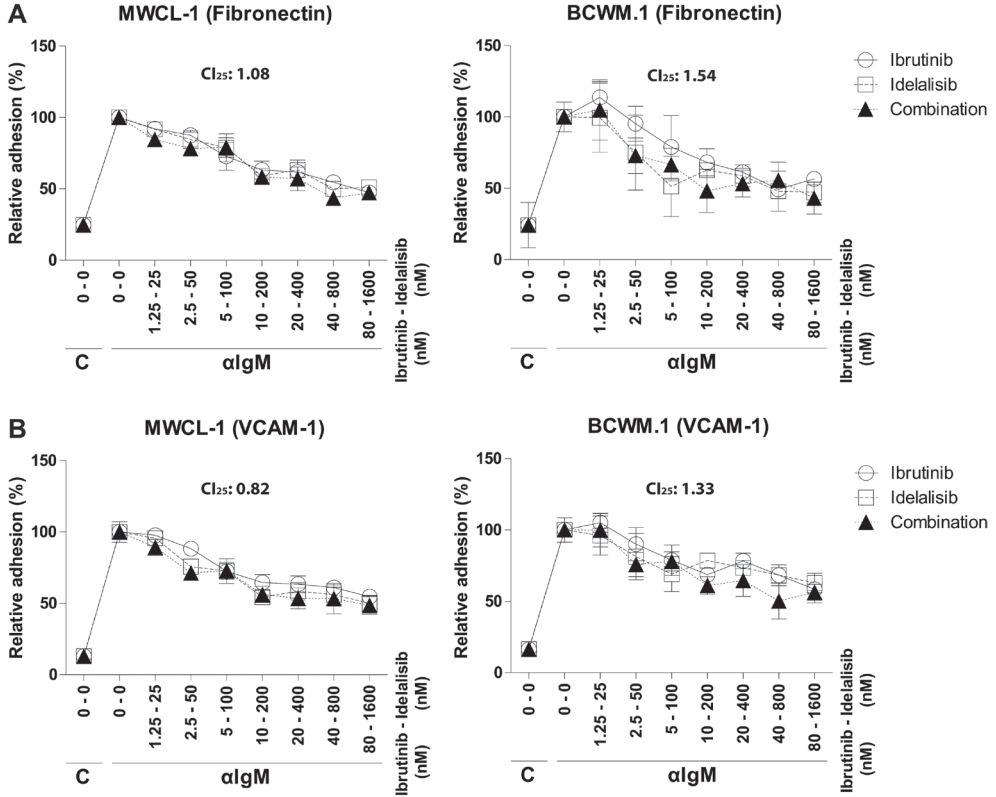 A
MWCL-1 (Fibronectin)
Relative adhesion (%)
150
100
50
0
CI25: 1.08
0 - 0
0 - 0
1.25 - 25
2.5 - 50
5 - 100
10 - 200
20 - 400
40 - 800
80 - 1600
C
αIgM
Ibrutinib - Idelalisib
(nM) (nM)
BCWM.1 (Fibronectin)
Relative adhesion (%)
150
100
50
0
CI25: 1.54
0 - 0
0 - 0
1.25 - 25
2.5 - 50
5 - 100
10 - 200
20 - 400
40 - 800
80 - 1600
C
αIgM
Ibrutinib - Idelalisib
(nM) (nM)
Ibrutinib
Idelalisib
Combination
B
MWCL-1 (VCAM-1)
Relative adhesion (%)
150
100
50
0
CI25: 0.82
0 - 0
0 - 0
1.25 - 25
2.5 - 50
5 - 100
10 - 200
20 - 400
40 - 800
80 - 1600
C
αIgM
Ibrutinib - Idelalisib
(nM) (nM)
BCWM.1 (VCAM-1)
Relative adhesion (%)
150
100
50
0
CI25: 1.33
0 - 0
0 - 0
1.25 - 25
2.5 - 50
5 - 100
10 - 200
20 - 400
40 - 800
80 - 1600
C
αIgM
Ibrutinib - Idelalisib
(nM) (nM)
Ibrutinib
Idelalisib
Combination